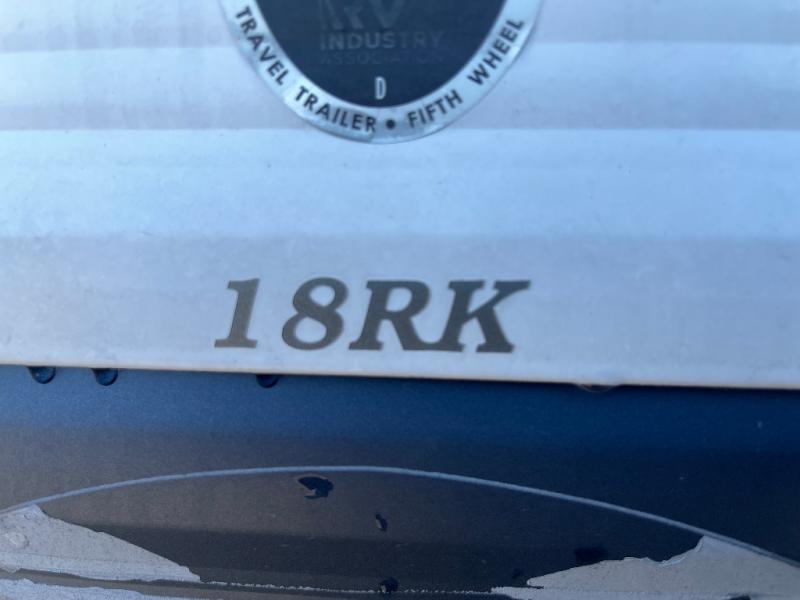 RV
INDUSTRY
ASSOCIATION
D
TRAVEL TRAILER • FIFTH WHEEL
18RK